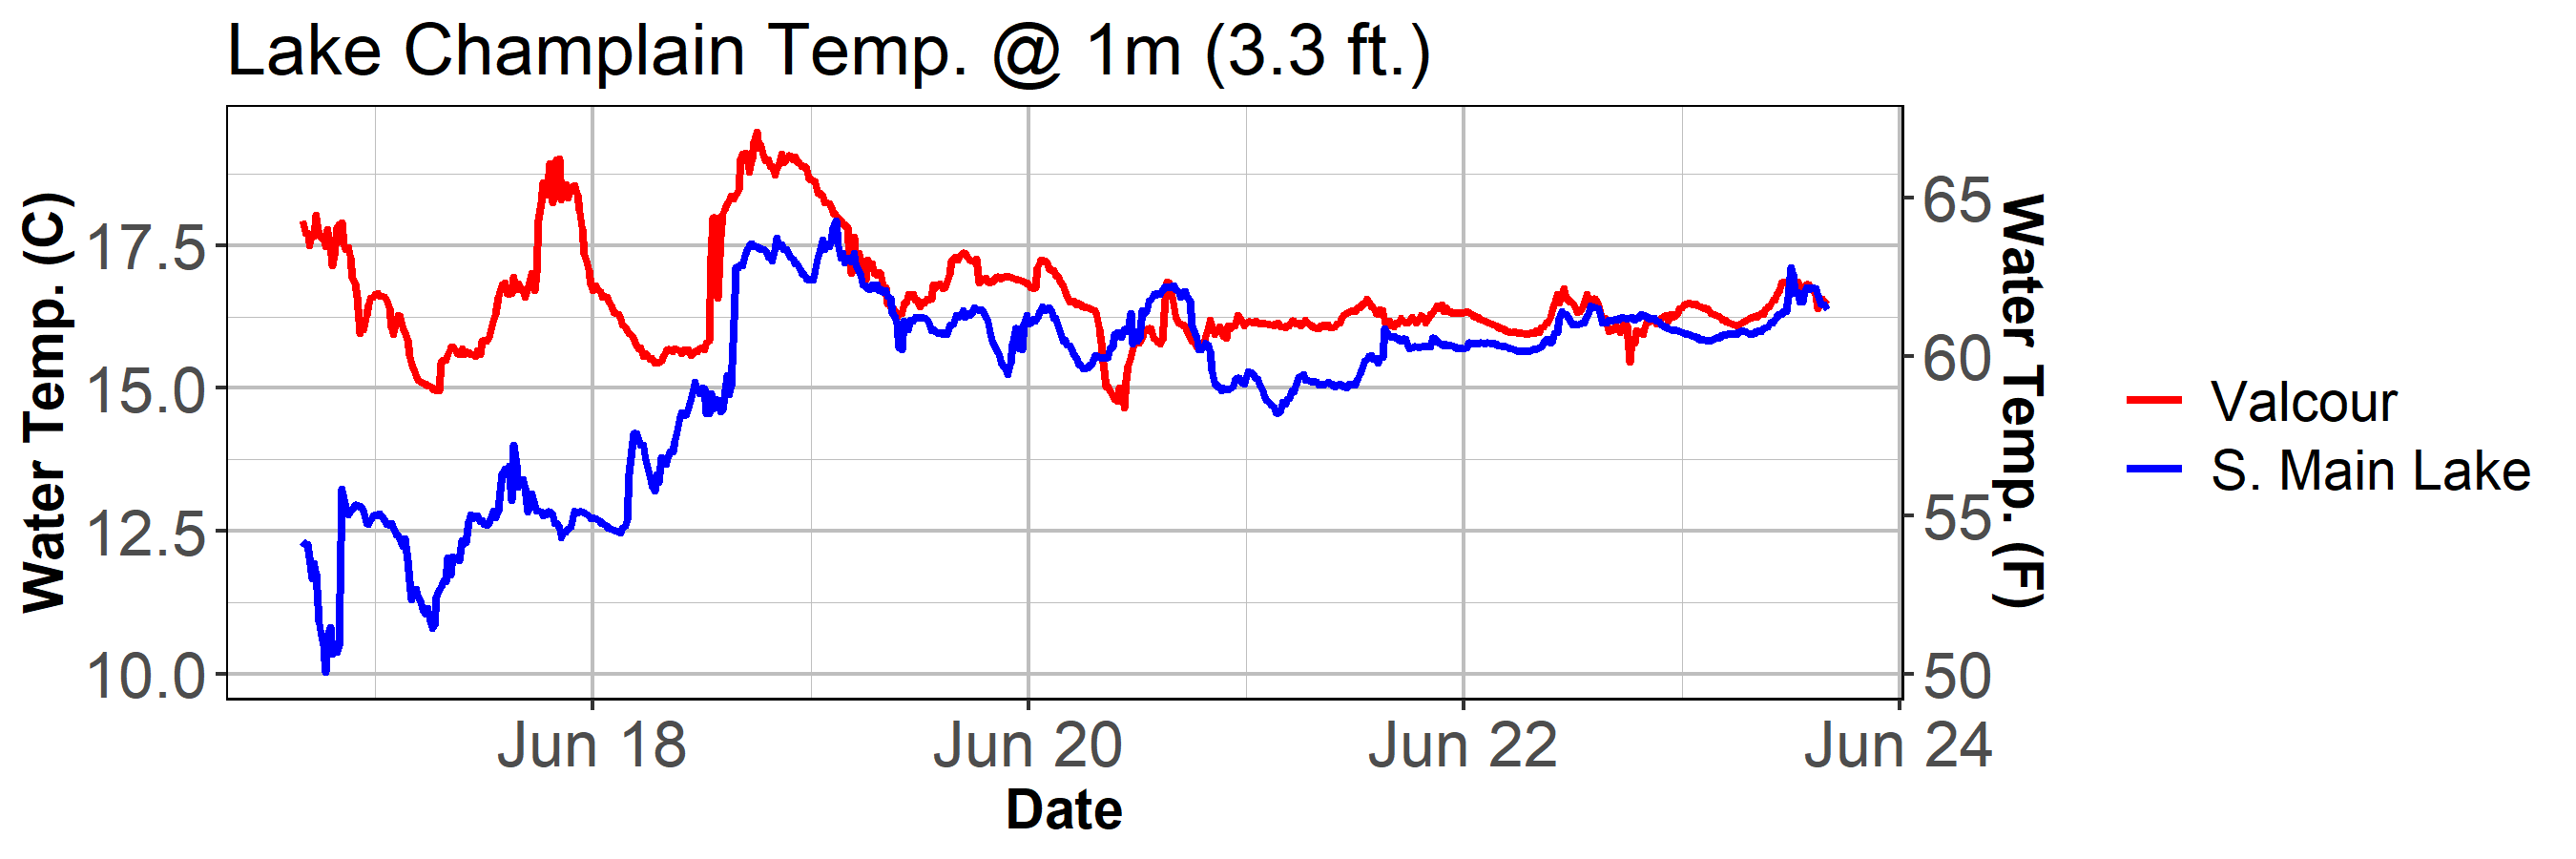 Lake Champlain Temp. @ 1m (3.3 ft.)
Water Temp. (C)
17.5
15.0
12.5
10.0
65
60
55
50
Water Temp. (F)
Jun 18
Jun 20
Jun 22
Jun 24
Date
Valcour
S. Main Lake